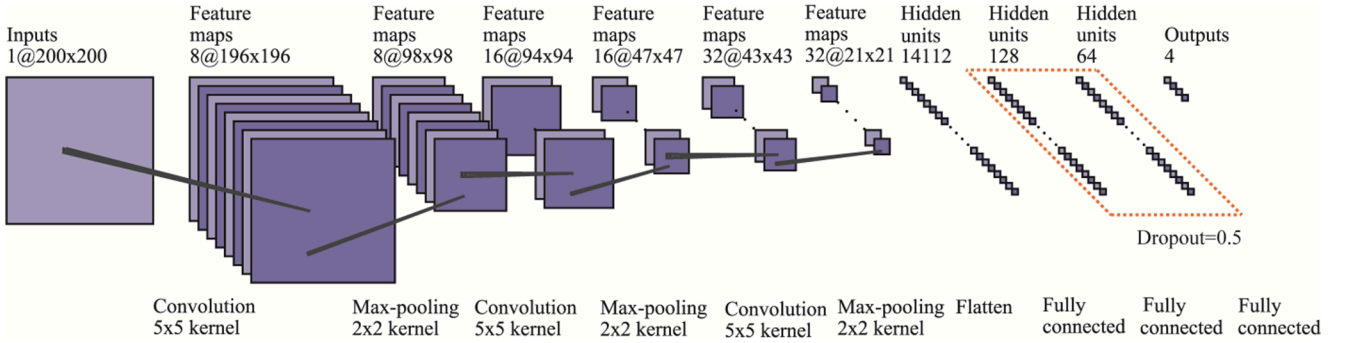 Inputs
1@200x200
Feature
maps
8@196x196
Feature
maps
8@98x98
Feature
maps
16@94x94
Feature
maps
16@47x47
Feature
maps
32@43x43
Feature
maps
32@21x21
Hidden
units
14112
Hidden
units
128
Hidden
units
64
Outputs
4
Dropout=0.5
Convolution
5x5 kernel
Max-pooling
2x2 kernel
Convolution
5x5 kernel
Max-pooling
2x2 kernel
Convolution
5x5 kernel
Max-pooling
2x2 kernel
Flatten
Fully
connected
Fully
connected
Fully
connected